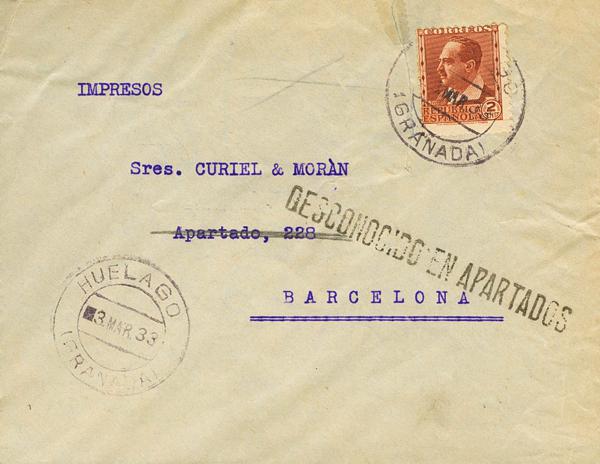 IMPRESOS
CORREOS
MAR
REPUBLICA
ESPAÑOLA
2
(GRANADA)
Sres. CURIEL & MORÀN
Apartado, 228
DESCONOCIDO EN APARTADOS
BARCELONA
HUELAGO
3.MAR.33
(GRANADA)